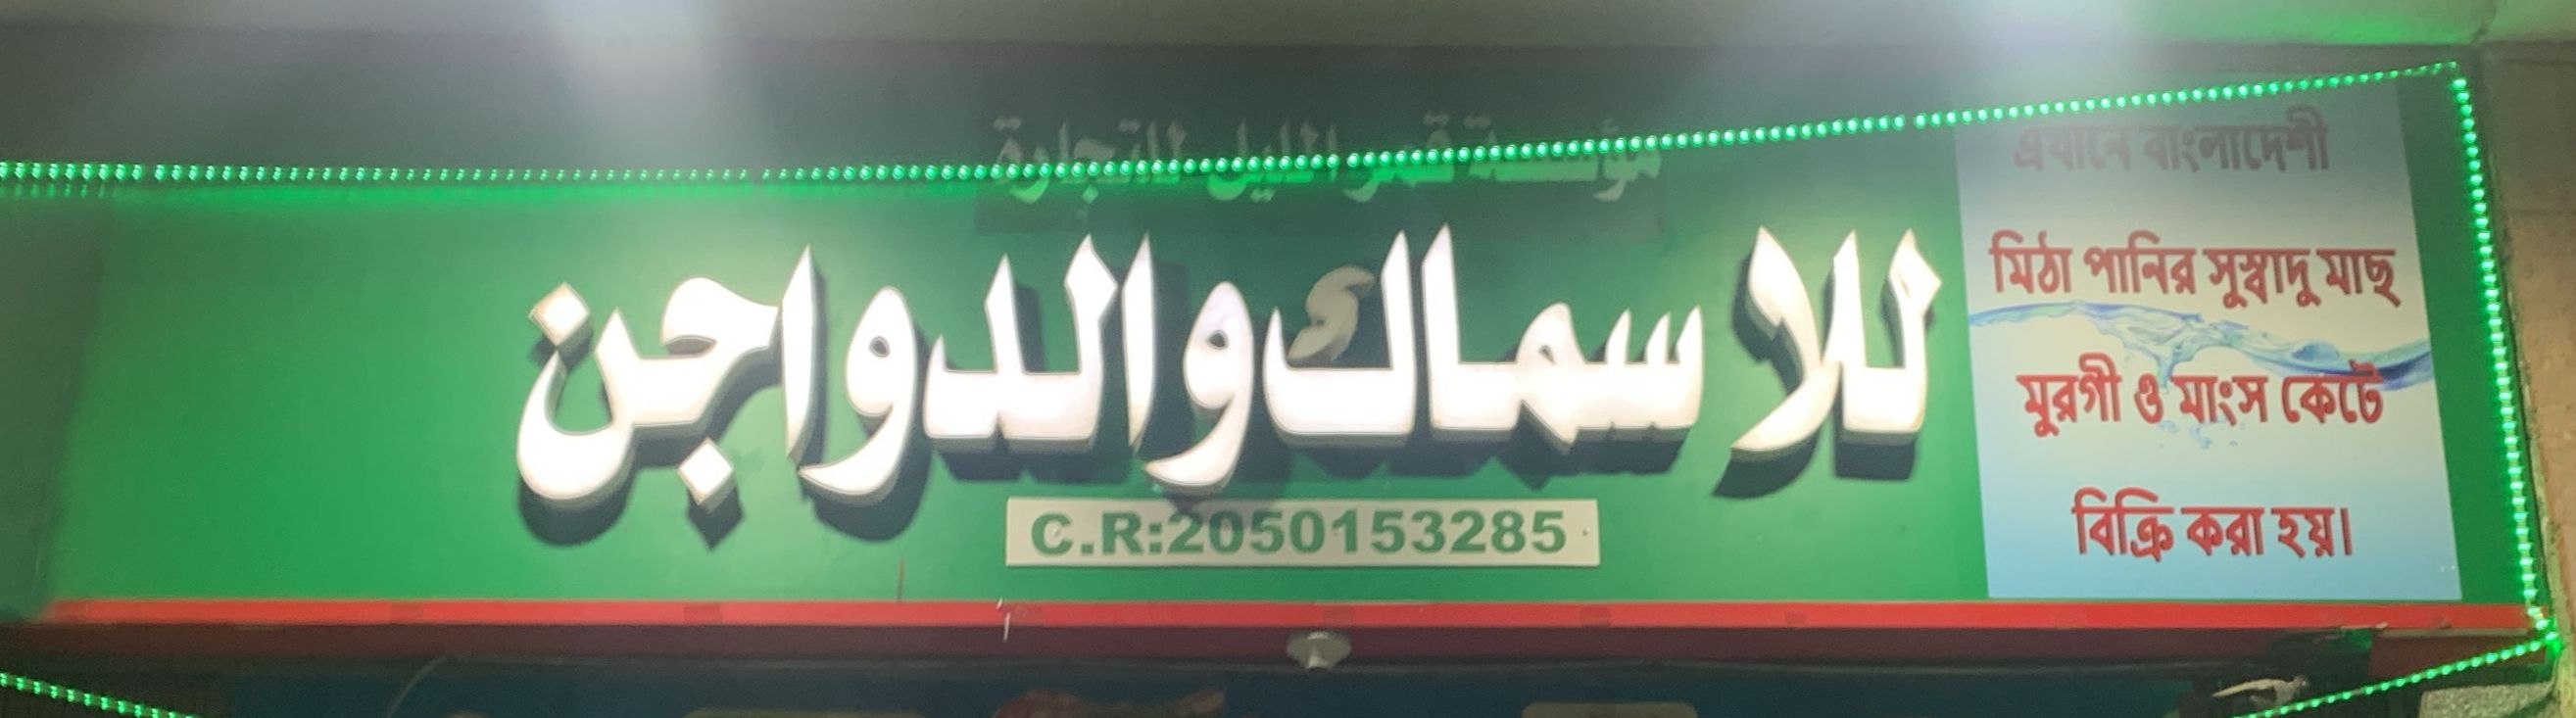 مؤسسة قمر الليل للتجارة
للاسماك والدواجن
C.R:2050153285
এখানে বাংলাদেশী
মিঠা পানির সুস্বাদু মাছ
মুরগী ও মাংস কেটে
বিক্রি করা হয়।